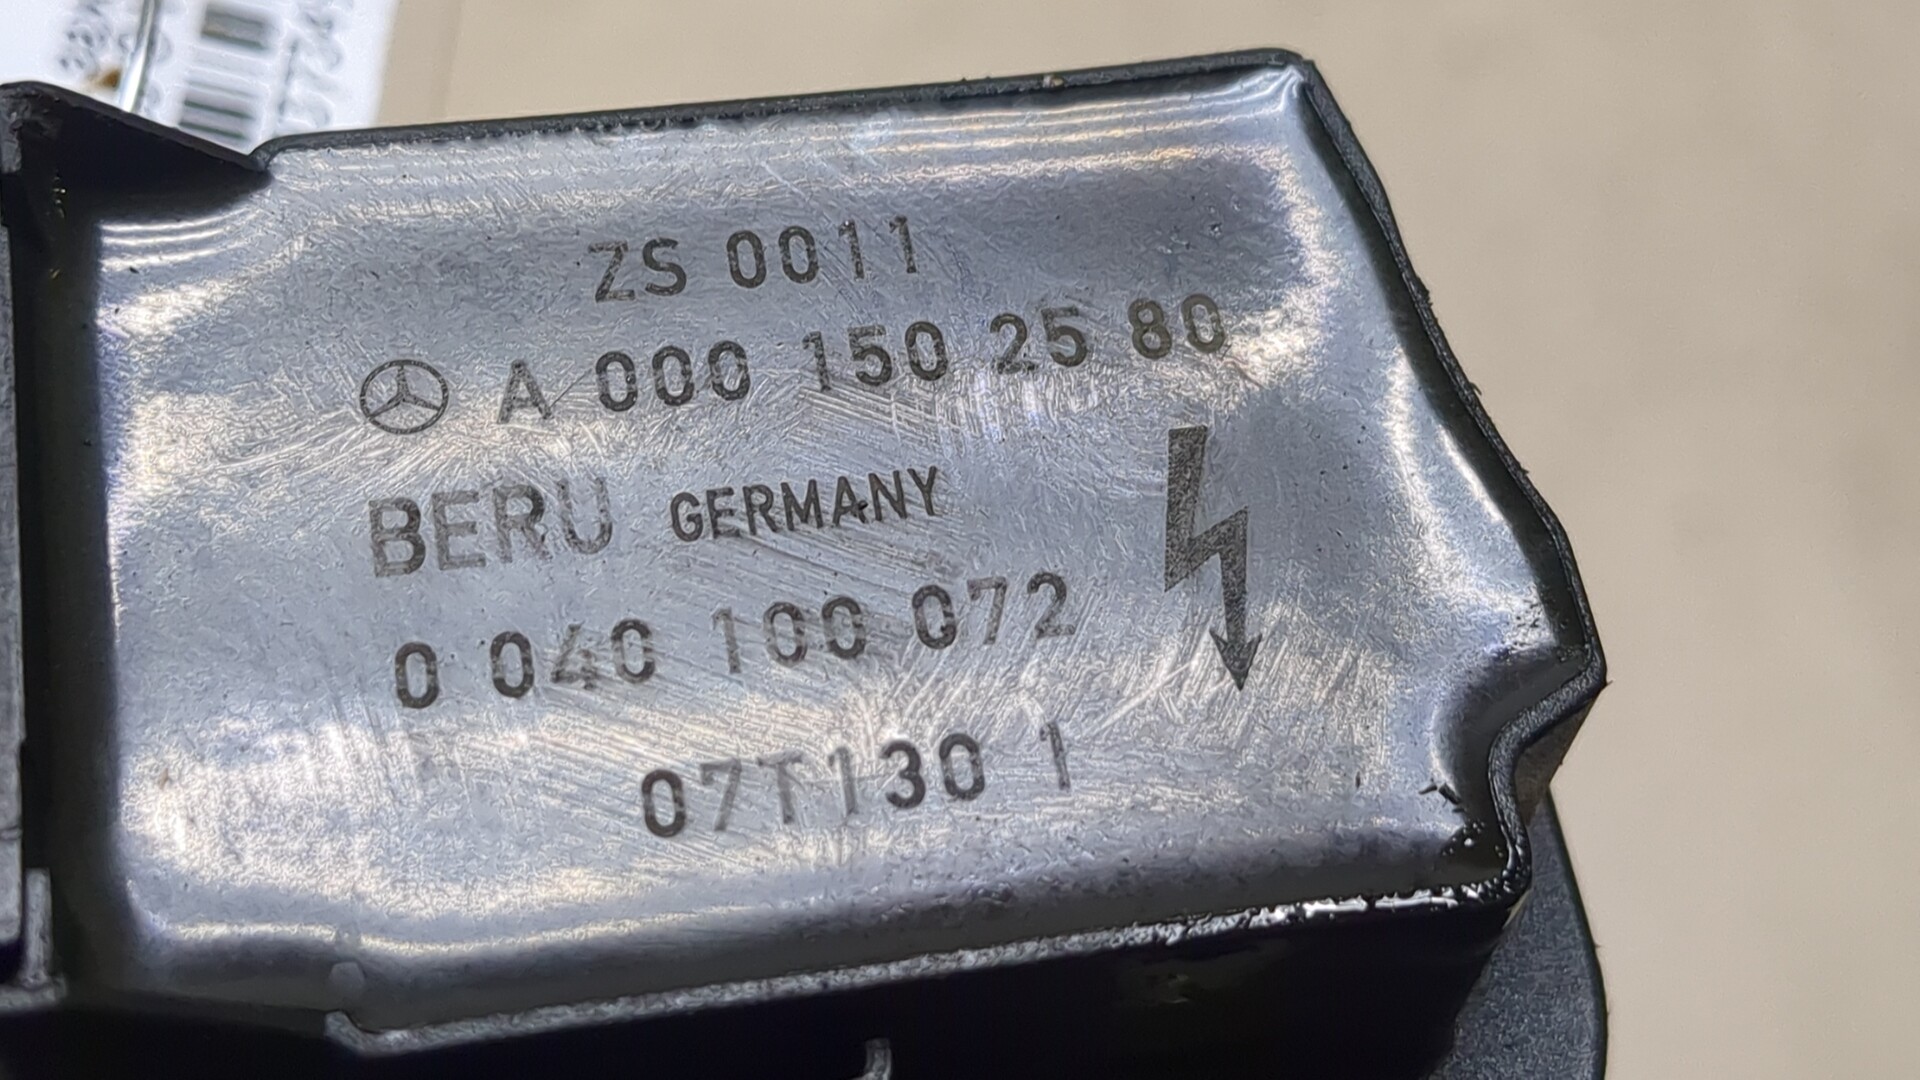 ZS 0011
A 000 150 25 80
BERU GERMANY
0 040 100 072
07T130 1